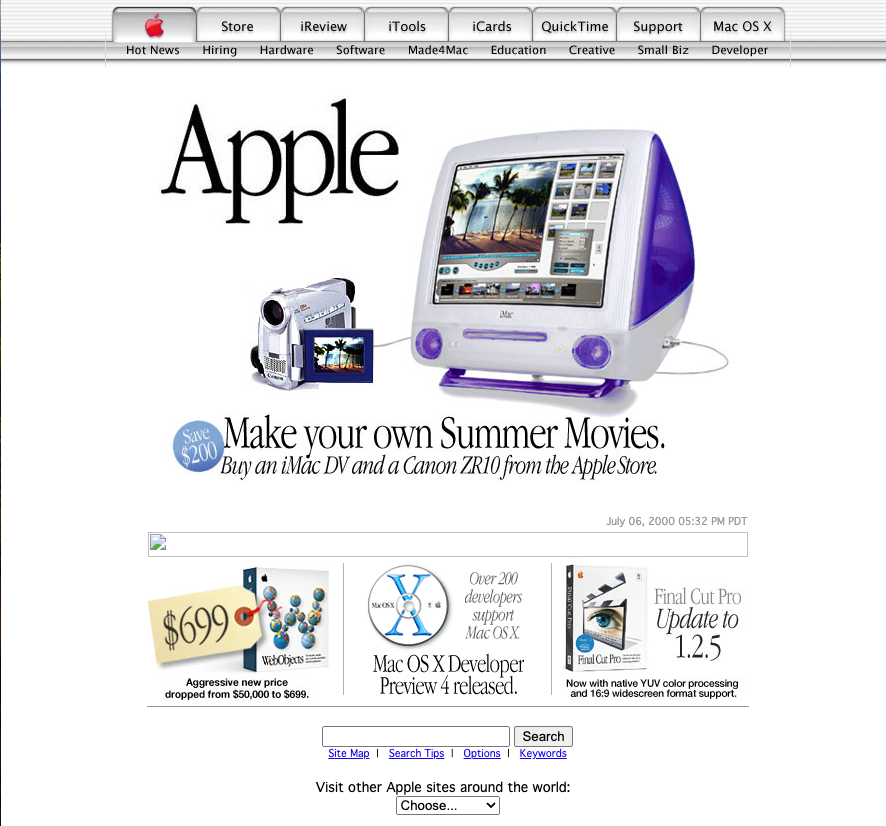 Store iReview iTools iCards QuickTime Support Mac OS X
Hot News Hiring Hardware Software Made4Mac Education Creative Small Biz Developer
Apple
iMac
Canon
Save
$200
Make your own Summer Movies.
Buy an iMac DV and a Canon ZR10 from the Apple Store.
July 06, 2000 05:32 PM PDT
$699
WebObjects
Aggressive new price
dropped from $50,000 to $699.
Mac OS X
X
Over 200
developers
support
Mac OS X.
Mac OS X Developer
Preview 4 released.
Final Cut Pro
Final Cut Pro
Final Cut Pro
Update to
1.2.5
Now with native YUV color processing
and 16:9 widescreen format support.
Search
Site Map | Search Tips | Options | Keywords
Visit other Apple sites around the world:
Choose...